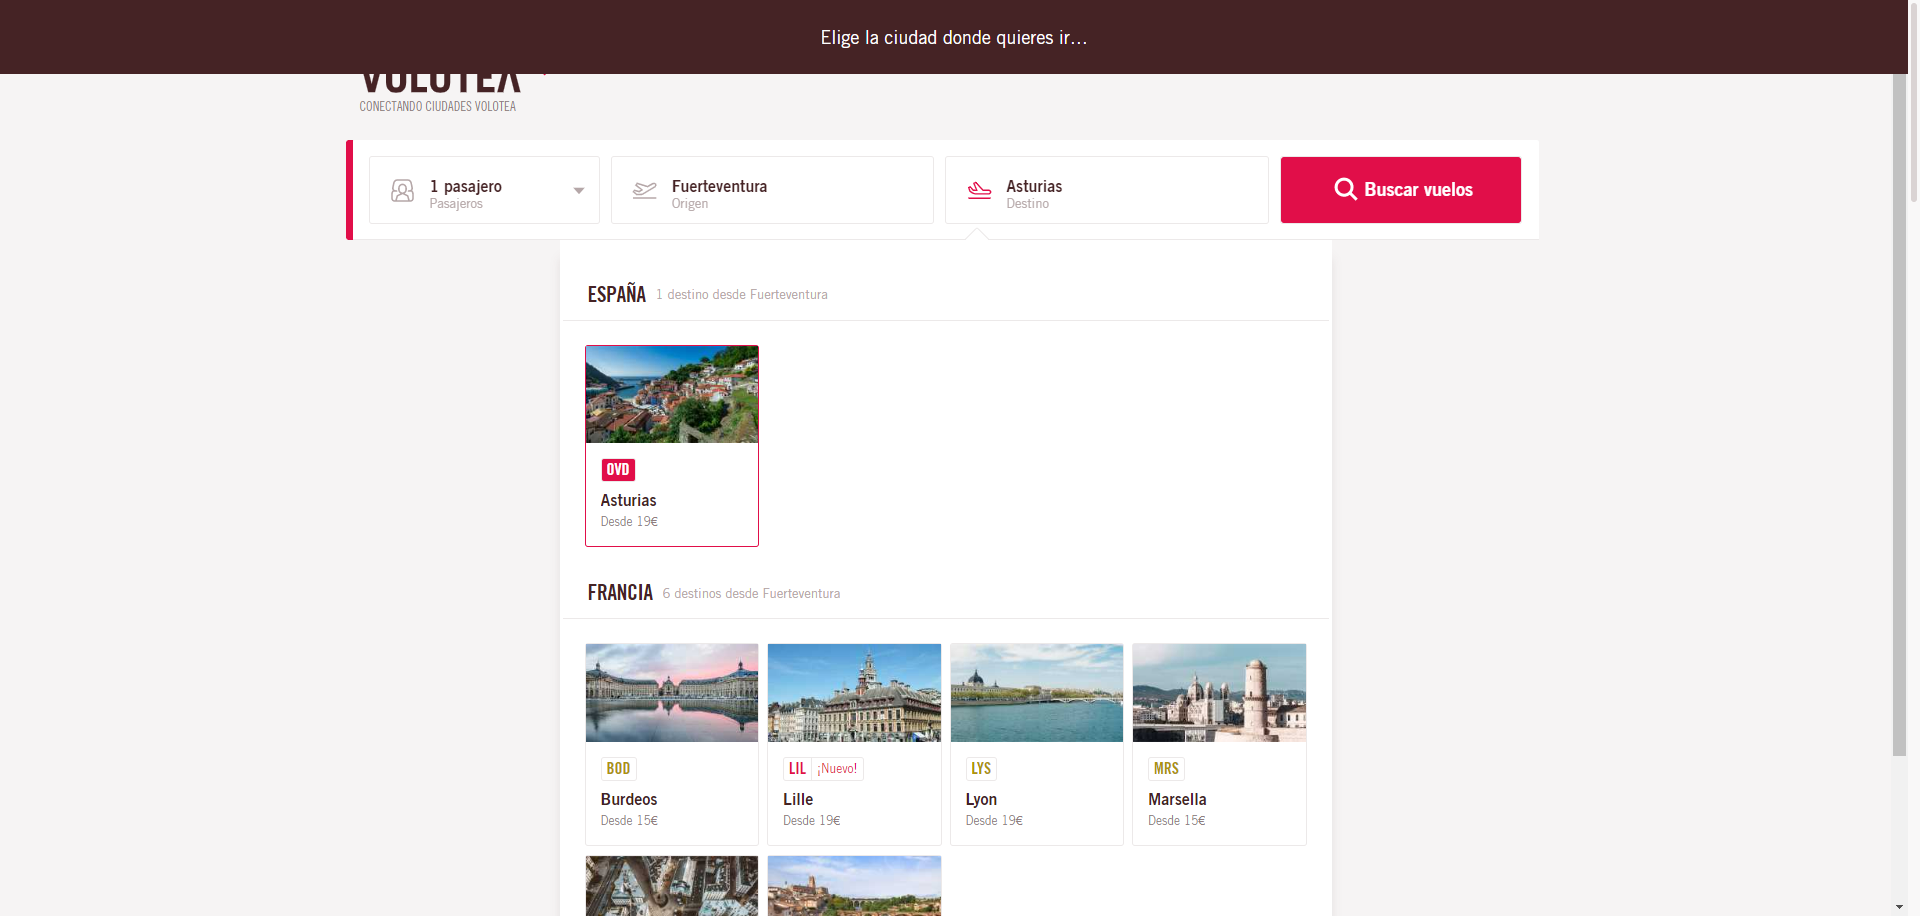 Elige la ciudad donde quieres ir...
VOLOTEA
CONECTANDO CIUDADES VOLOTEA
1 pasajero
Pasajeros
Fuerteventura
Origen
Asturias
Destino
Buscar vuelos
ESPAÑA 1 destino desde Fuerteventura
OVD
Asturias
Desde 19€
FRANCIA 6 destinos desde Fuerteventura
BOD
Burdeos
Desde 15€
LIL ¡Nuevo!
Lille
Desde 19€
LYS
Lyon
Desde 19€
MRS
Marsella
Desde 15€